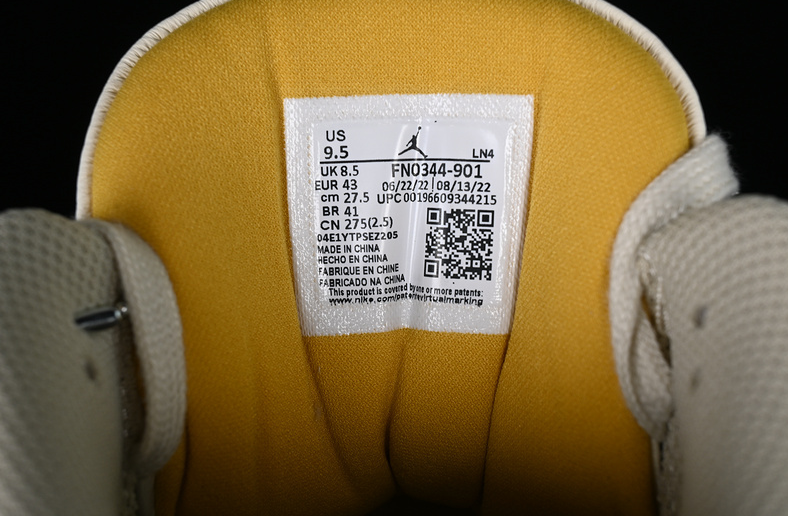 US
9.5 LN4
UK 8.5 FN0344-901
EUR 43 06/22/22 08/13/22
cm 27.5 UPC 00196609344215
BR 41
CN 275(2.5)
04E1YTPSEZ205
MADE IN CHINA
HECHO EN CHINA
FABRIQUE EN CHINE
FABRICADO NA CHINA
This product is covered by one or more patents:
www.nike.com/patentsvirtualmarking